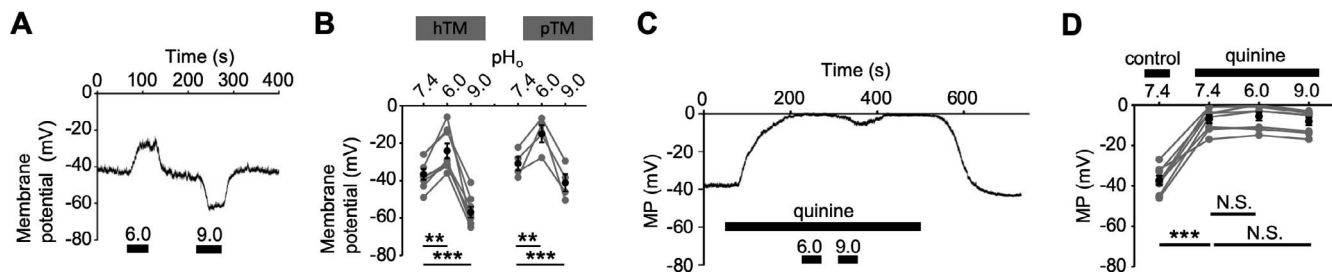 A
Time (s)
0 100 200 300 400
0
-20
-40
-60
-80
Membrane
potential (mV)
6.0 9.0
B
hTM pTM
pHo
7.4 6.0 9.0 7.4 6.0 9.0
0
-20
-40
-60
-80
Membrane
potential (mV)
** **
*** ***
C
Time (s)
0 200 400 600
0
-20
-40
-60
-80
MP (mV)
quinine
6.0 9.0
D
control quinine
7.4 7.4 6.0 9.0
0
-20
-40
-60
-80
MP (mV)
N.S.
*** N.S.